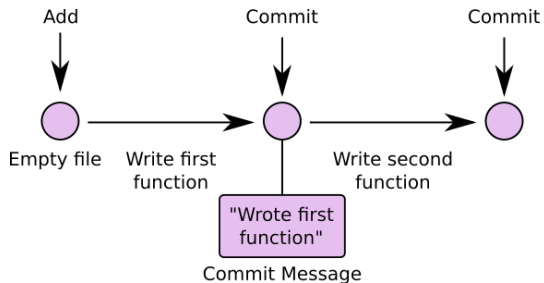 Add
Commit
Commit
Empty file
Write first
function
Write second
function
"Wrote first
function"
Commit Message